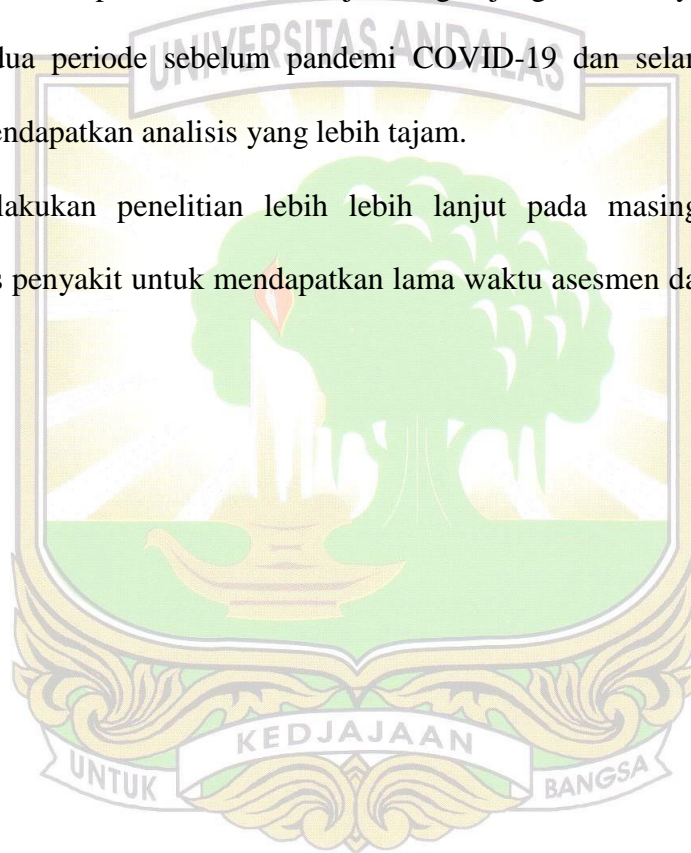 UNIVERSITAS ANDALAS
dua periode sebelum pandemi COVID-19 dan selar
endapatkan analisis yang lebih tajam.
lakukan penelitian lebih lebih lanjut pada masing
s penyakit untuk mendapatkan lama waktu asesmen da
KEDJAJAAN
UNTUK
BANGSA